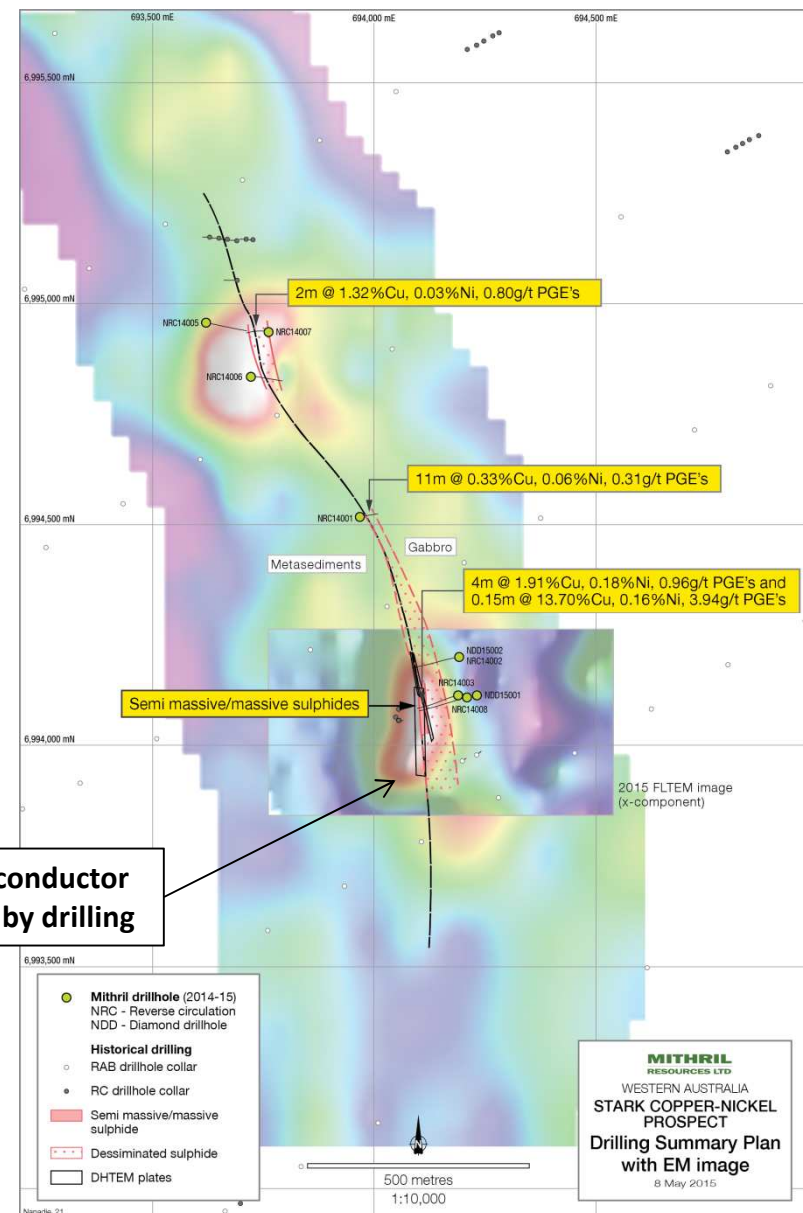 693,500 mE
694,000 mE
694,500 mE
6,995,500 mN
6,995,000 mN
2m @ 1.32%Cu, 0.03%Ni, 0.80g/t PGE's
NRC14005
NRC14007
NRC14006
11m @ 0.33%Cu, 0.06%Ni, 0.31g/t PGE's
6,994,500 mN
NRC14001
Gabbro
Metasediments
4m @ 1.91%Cu, 0.18%Ni, 0.96g/t PGE's and
0.15m @ 13.70%Cu, 0.16%Ni, 3.94g/t PGE's
NDD15002
NRC14002
NRC14003
NDD15001
NRC14008
Semi massive/massive sulphides
6,994,000 mN
2015 FLTEM image
(x-component)
conductor
by drilling
6,993,500 mN
Mithril drillhole (2014-15)
NRC - Reverse circulation
NDD - Diamond drillhole
Historical drilling
RAB drillhole collar
RC drillhole collar
Semi massive/massive
sulphide
Dessiminated sulphide
DHTEM plates
500 metres
1:10,000
MITHRIL
RESOURCES LTD
WESTERN AUSTRALIA
STARK COPPER-NICKEL
PROSPECT
Drilling Summary Plan
with EM image
8 May 2015